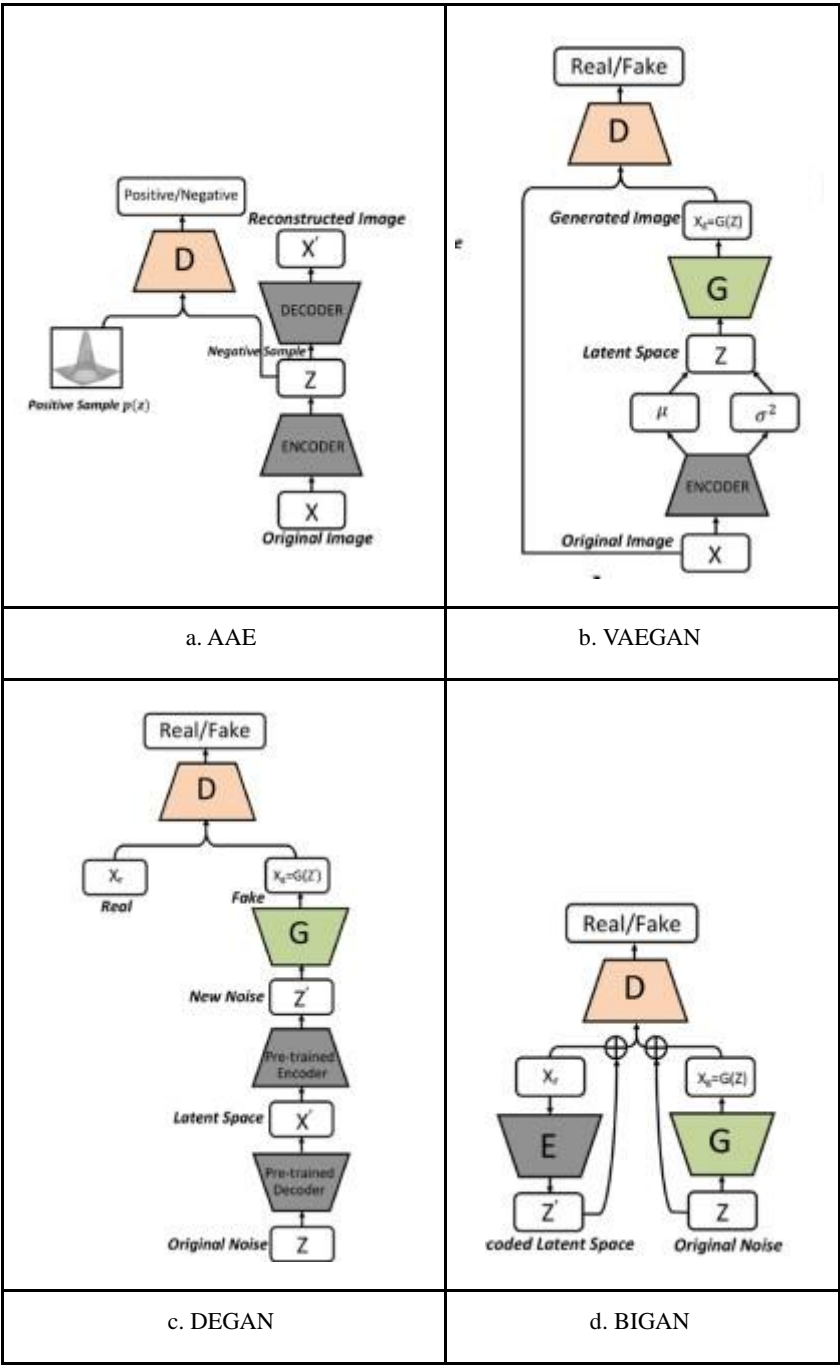 Positive/Negative
D
Reconstructed Image
X′
DECODER
Negative Sample
Z
Positive Sample p(z)
ENCODER
X
Original Image
Real/Fake
D
Generated Image
Xg=G(Z)
G
Latent Space
Z
μ
σ²
ENCODER
Original Image
X
a. AAE
b. VAEGAN
Real/Fake
D
Xr
Real
Xg=G(Z′)
Fake
G
New Noise
Z′
Pre-trained
Encoder
Latent Space
X′
Pre-trained
Decoder
Original Noise
Z
Real/Fake
D
Xr
Xg=G(Z)
E
G
Z′
Z
coded Latent Space
Original Noise
c. DEGAN
d. BIGAN